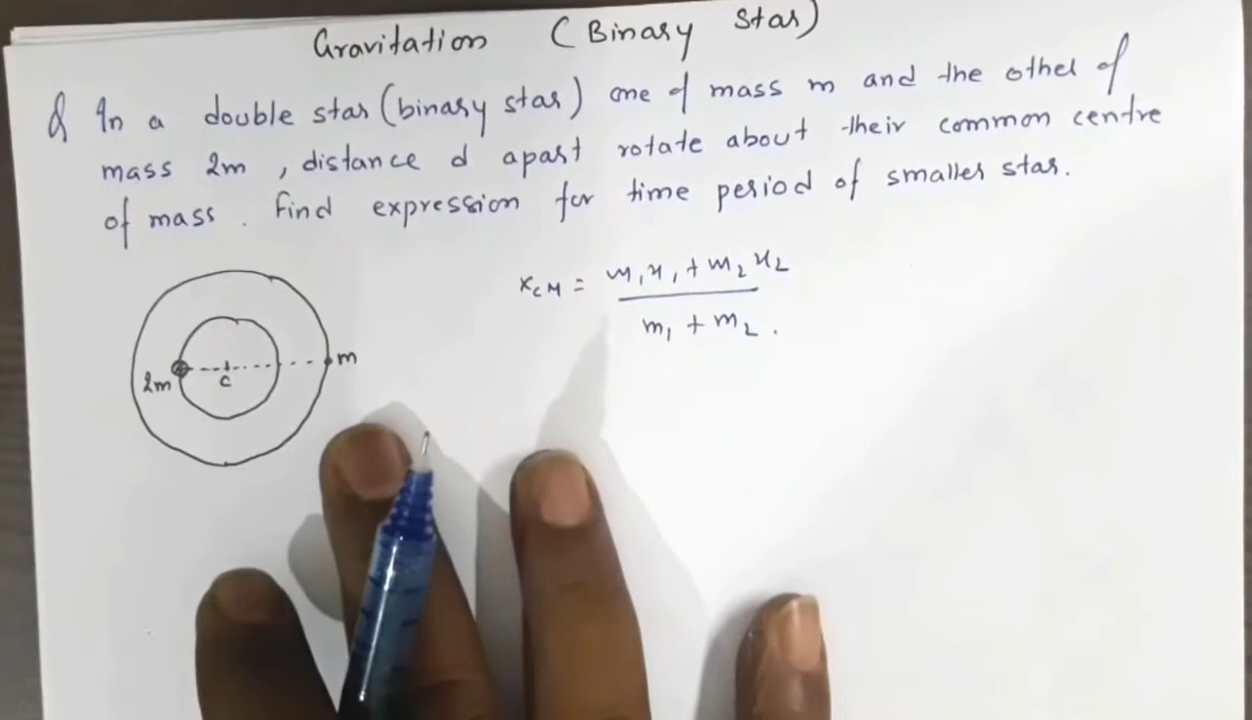 Gravitation (Binary Star)
Q In a double star (binary star) one of mass m and the other of
mass 2m , distance d apart rotate about their common centre
of mass . Find expression for time period of smaller star.
x_CM = (m₁x₁ + m₂x₂) / (m₁ + m₂) .
m
2m
c